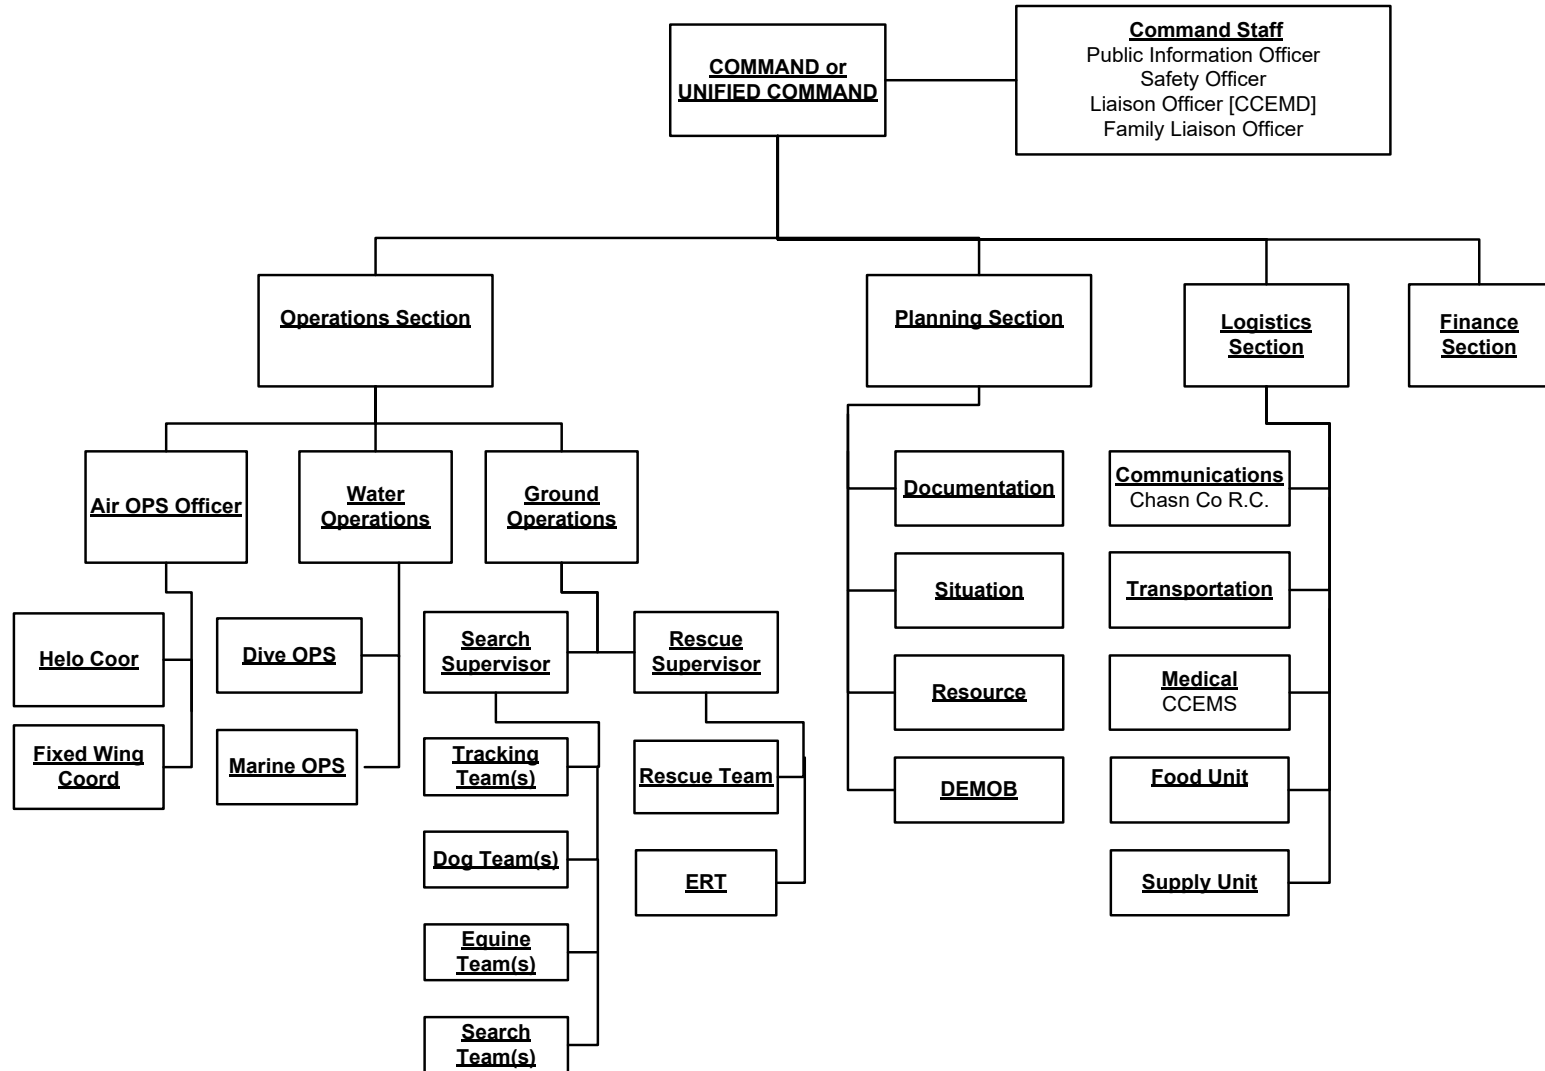 COMMAND or
UNIFIED COMMAND
Command Staff
Public Information Officer
Safety Officer
Liaison Officer [CCEMD]
Family Liaison Officer
Operations Section
Planning Section
Logistics
Section
Finance
Section
Air OPS Officer
Water
Operations
Ground
Operations
Documentation
Communications
Chasn Co R.C.
Situation
Transportation
Helo Coor
Dive OPS
Search
Supervisor
Rescue
Supervisor
Resource
Medical
CCEMS
Fixed Wing
Coord
Marine OPS
Tracking
Team(s)
Rescue Team
DEMOB
Food Unit
Dog Team(s)
ERT
Supply Unit
Equine
Team(s)
Search
Team(s)